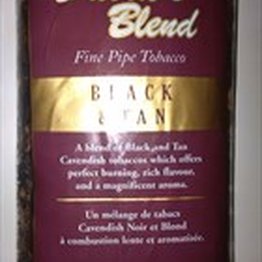 Blend
Fine Pipe Tobacco
BLACK
& TAN
A blend of Black and Tan
Cavendish tobaccos which offers
perfect burning, rich flavour,
and a magnificent aroma.
Un mélange de tabacs
Cavendish Noir et Blond
à combustion lente et aromatisée.